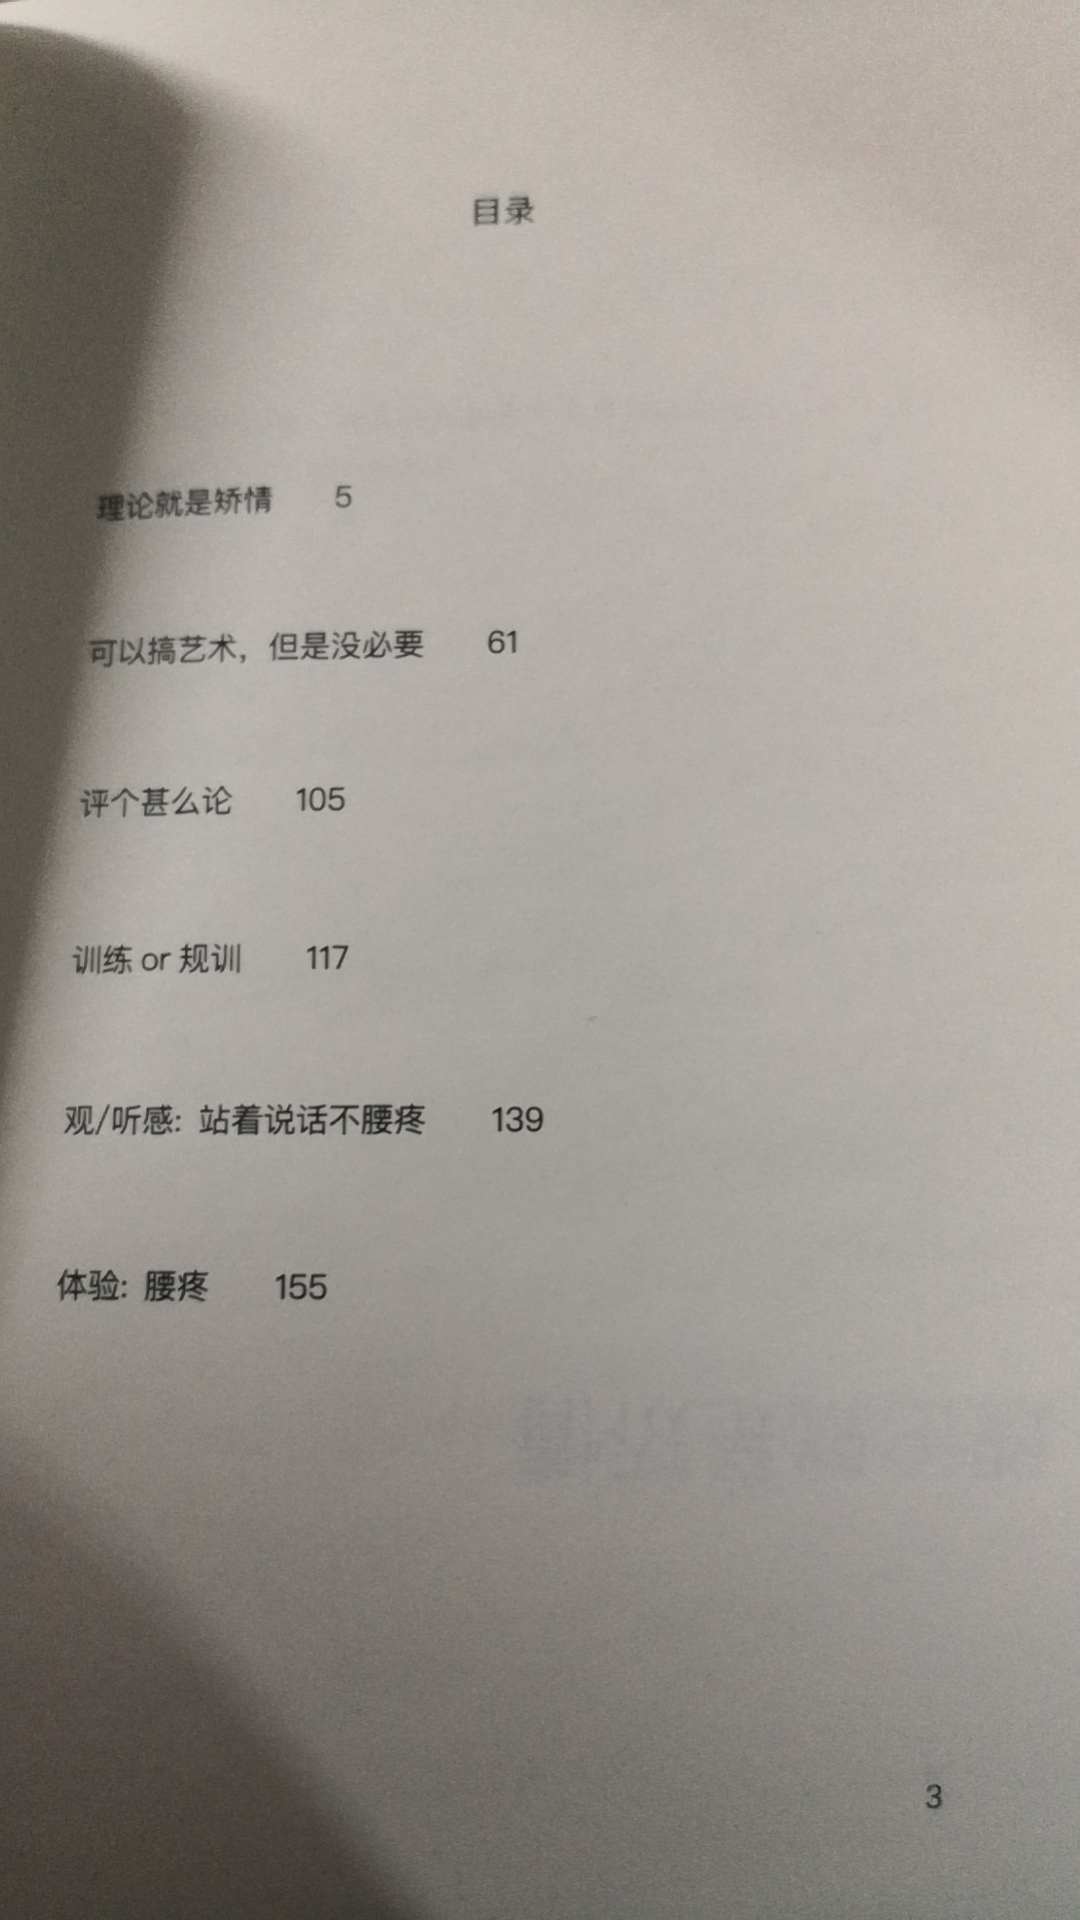 目录
理论就是矫情 5
可以搞艺术，但是没必要 61
评个甚么论 105
训练 or 规训 117
观/听感: 站着说话不腰疼 139
体验: 腰疼 155
3